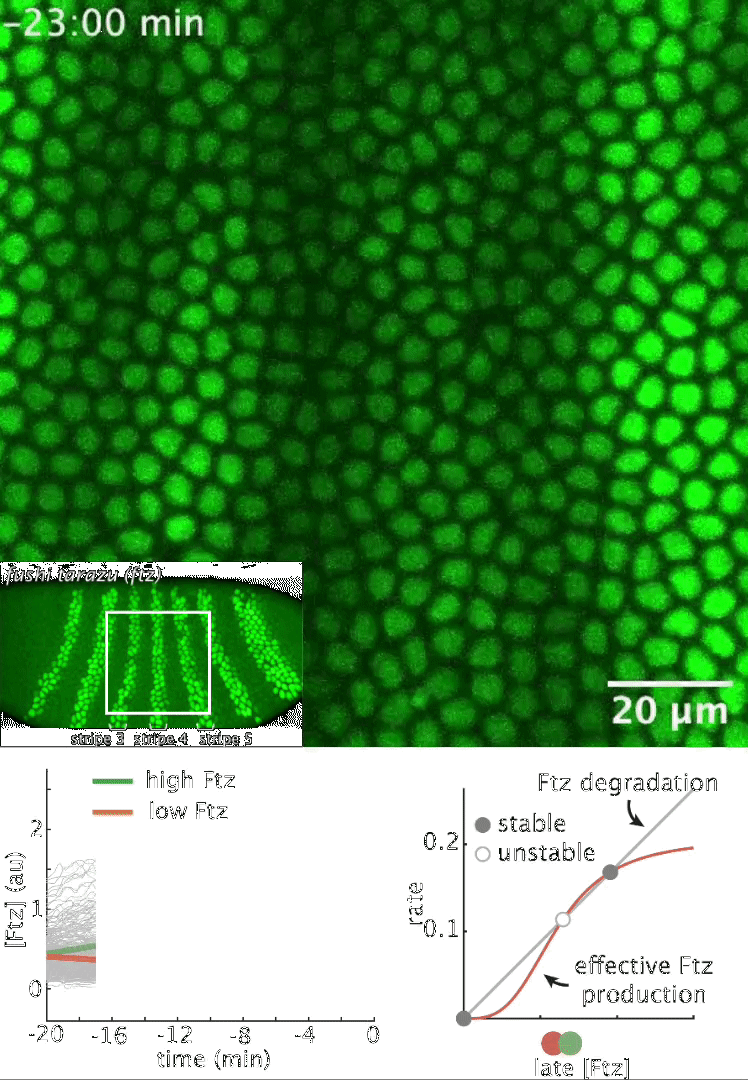 -23:00 min
fushi tarazu (ftz)
stripe 3 stripe 4 stripe 5
20 µm
high Ftz
low Ftz
2
1
0
[Ftz] (au)
-20 -16 -12 -8 -4 0
time (min)
Ftz degradation
stable
unstable
0.2
0.1
rate
effective Ftz
production
late [Ftz]